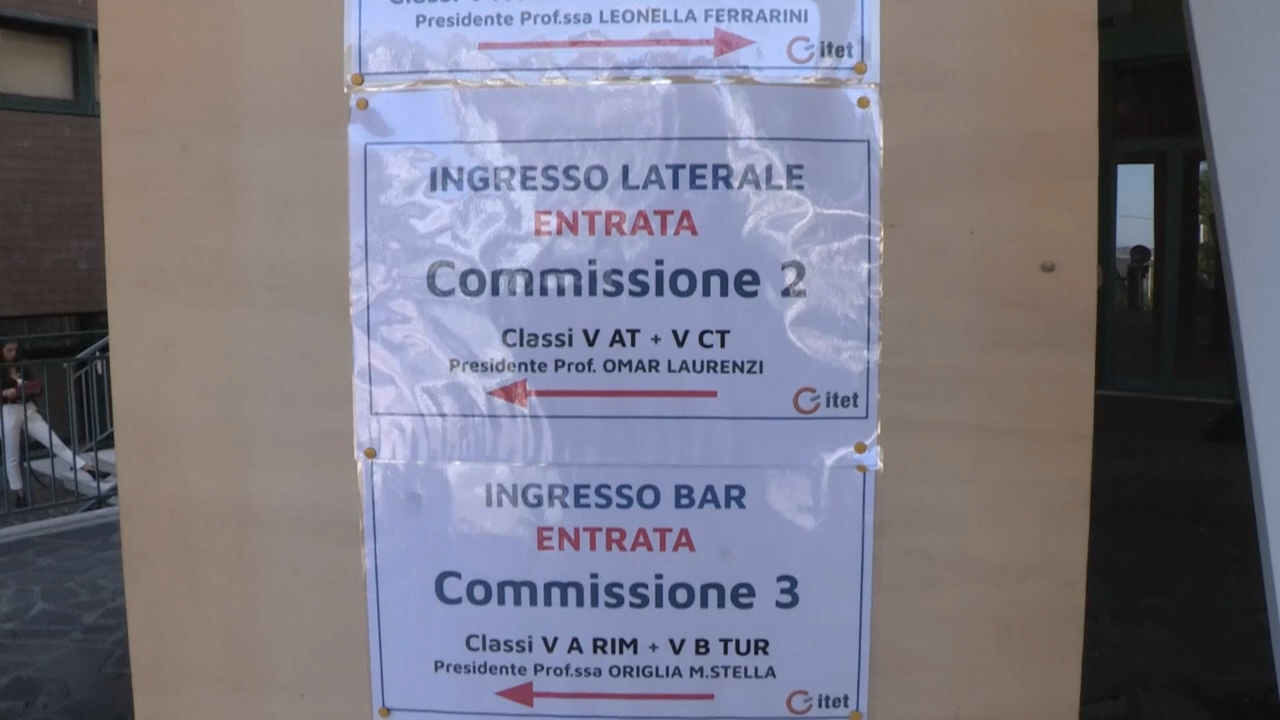 Presidente Prof.ssa LEONELLA FERRARINI
itet
INGRESSO LATERALE
ENTRATA
Commissione 2
Classi V AT + V CT
Presidente Prof. OMAR LAURENZI
itet
INGRESSO BAR
ENTRATA
Commissione 3
Classi V A RIM + V B TUR
Presidente Prof.ssa ORIGLIA M.STELLA
itet